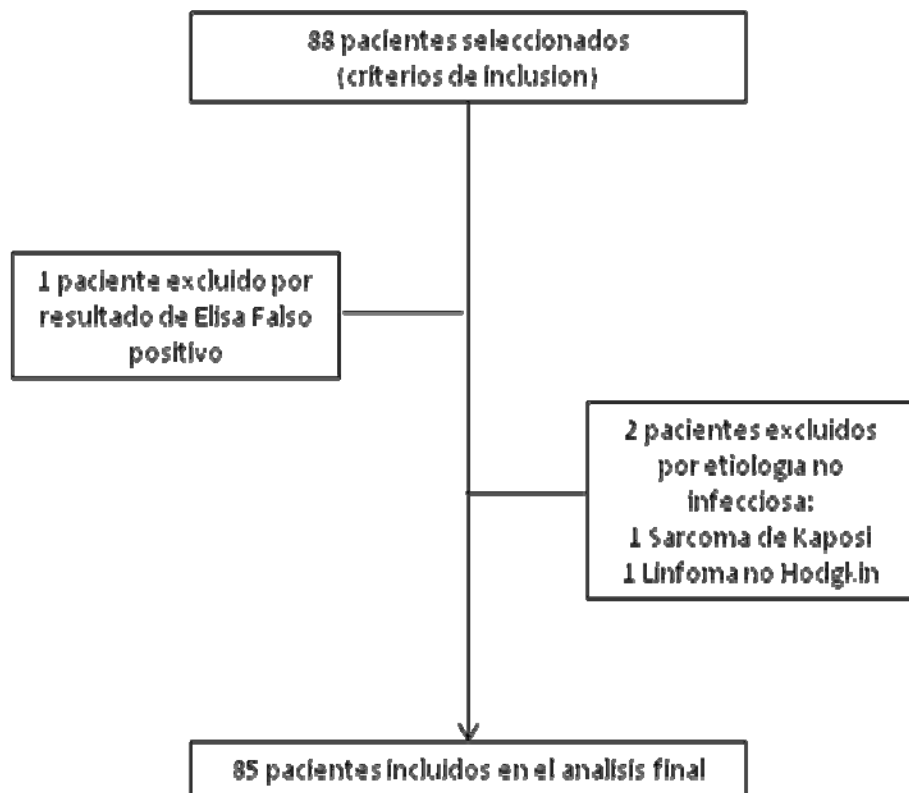 88 pacientes seleccionados
(criterios de inclusion)
1 paciente excluido por
resultado de Elisa Falso
positivo
2 pacientes excluidos
por etiologia no
infecciosa:
1 Sarcoma de Kaposi
1 Linfoma no Hodgkin
85 pacientes incluidos en el analisis final